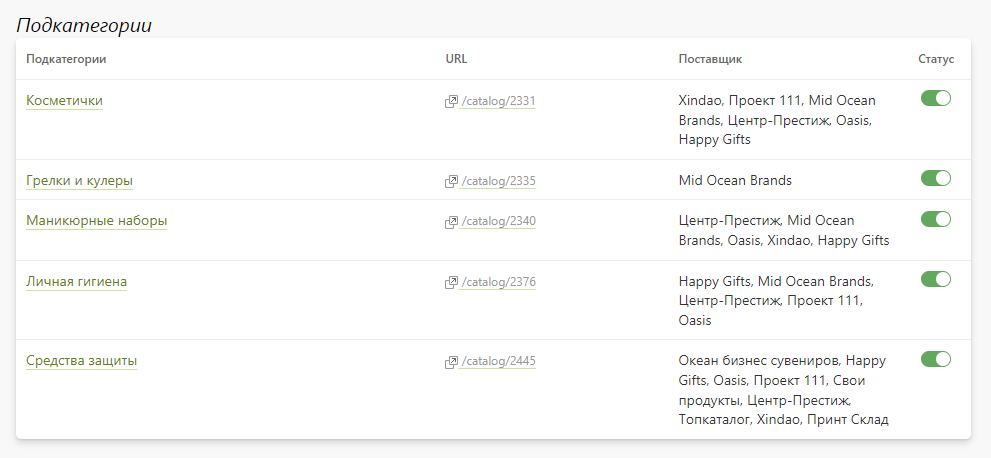 Подкатегории
Подкатегории URL Поставщик Статус
Косметички /catalog/2331 Xindao, Проект 111, Mid Ocean
Brands, Центр-Престиж, Oasis,
Happy Gifts
Грелки и кулеры /catalog/2335 Mid Ocean Brands
Маникюрные наборы /catalog/2340 Центр-Престиж, Mid Ocean
Brands, Oasis, Xindao, Happy Gifts
Личная гигиена /catalog/2376 Happy Gifts, Mid Ocean Brands,
Центр-Престиж, Проект 111,
Oasis
Средства защиты /catalog/2445 Океан бизнес сувениров, Happy
Gifts, Oasis, Проект 111, Свои
продукты, Центр-Престиж,
Топкаталог, Xindao, Принт Склад